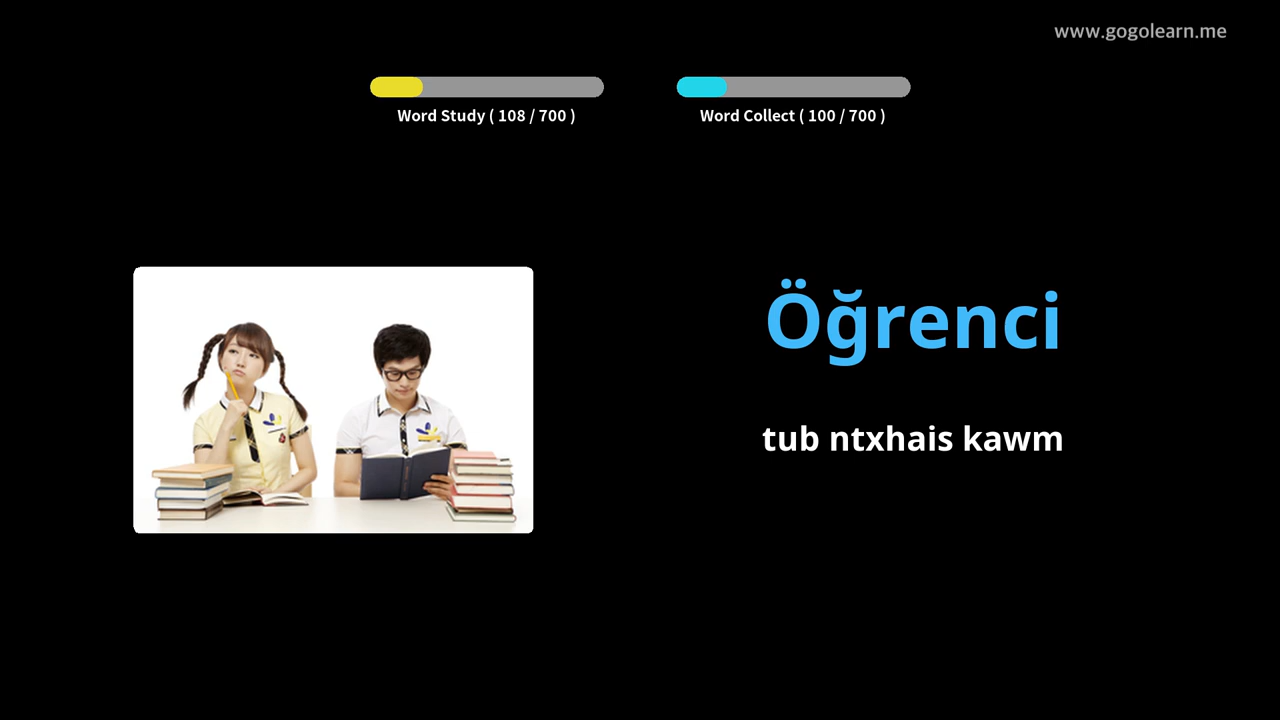 www.gogolearn.me
Word Study ( 108 / 700 )
Word Collect ( 100 / 700 )
Öğrenci
tub ntxhais kawm